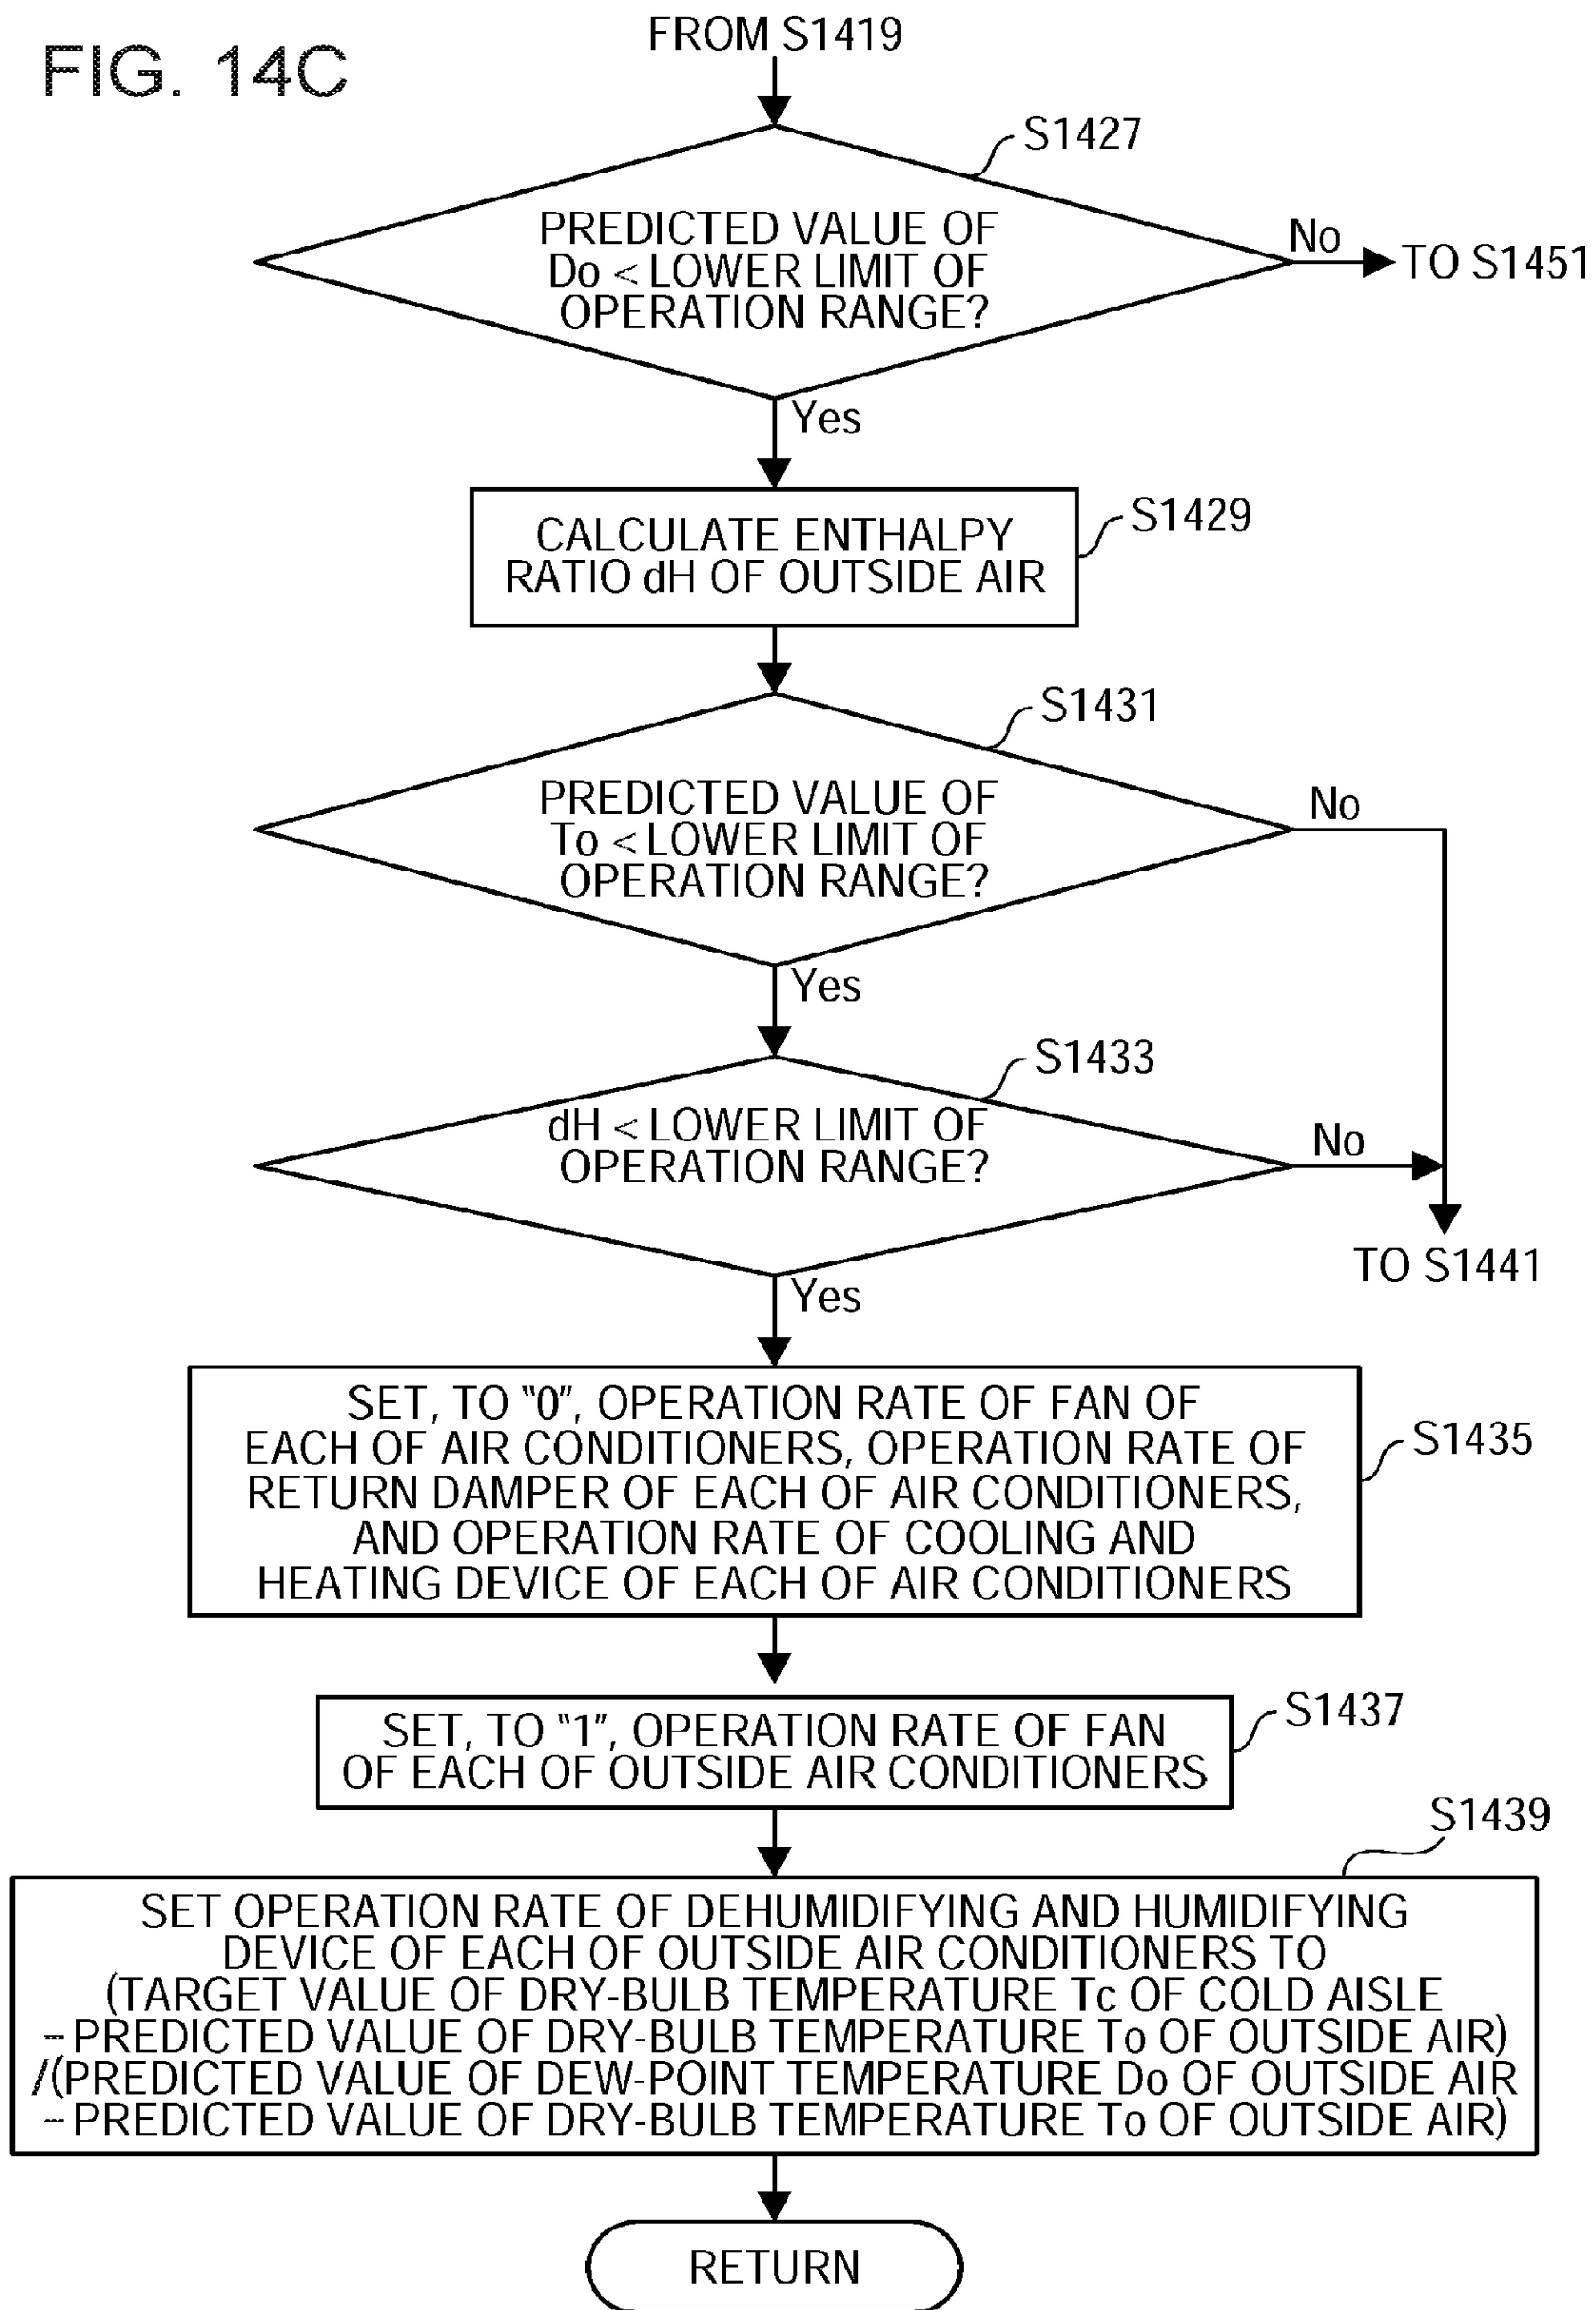 FIG. 14C
FROM S1419
S1427
PREDICTED VALUE OF
Do < LOWER LIMIT OF
OPERATION RANGE?
No
TO S1451
Yes
S1429
CALCULATE ENTHALPY
RATIO dH OF OUTSIDE AIR
S1431
PREDICTED VALUE OF
To < LOWER LIMIT OF
OPERATION RANGE?
No
Yes
S1433
dH < LOWER LIMIT OF
OPERATION RANGE?
No
TO S1441
Yes
SET, TO "0", OPERATION RATE OF FAN OF
EACH OF AIR CONDITIONERS, OPERATION RATE OF
RETURN DAMPER OF EACH OF AIR CONDITIONERS,
AND OPERATION RATE OF COOLING AND
HEATING DEVICE OF EACH OF AIR CONDITIONERS
S1435
SET, TO "1", OPERATION RATE OF FAN
OF EACH OF OUTSIDE AIR CONDITIONERS
S1437
S1439
SET OPERATION RATE OF DEHUMIDIFYING AND HUMIDIFYING
DEVICE OF EACH OF OUTSIDE AIR CONDITIONERS TO
(TARGET VALUE OF DRY-BULB TEMPERATURE Tc OF COLD AISLE
– PREDICTED VALUE OF DRY-BULB TEMPERATURE To OF OUTSIDE AIR)
/(PREDICTED VALUE OF DEW-POINT TEMPERATURE Do OF OUTSIDE AIR
– PREDICTED VALUE OF DRY-BULB TEMPERATURE To OF OUTSIDE AIR)
RETURN